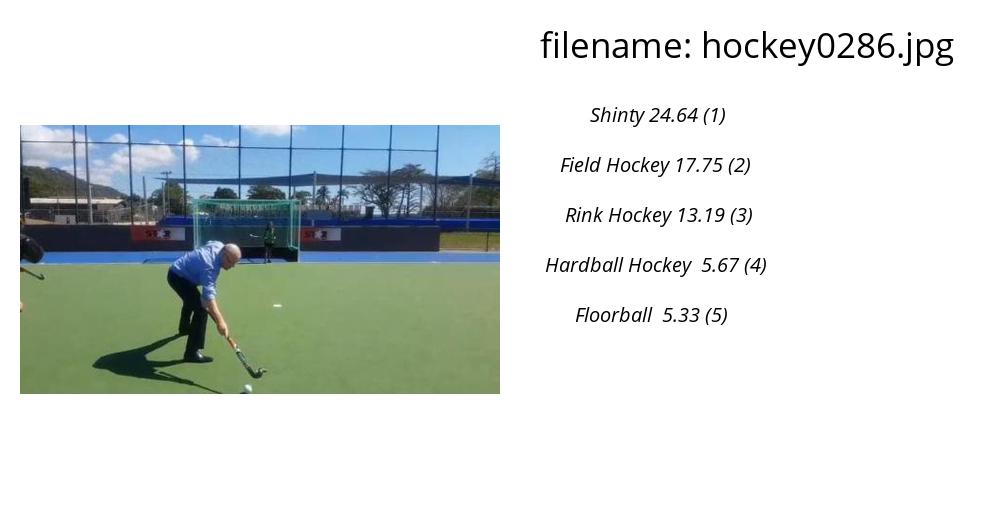 filename: hockey0286.jpg
Shinty 24.64 (1)
Field Hockey 17.75 (2)
Rink Hockey 13.19 (3)
Hardball Hockey  5.67 (4)
Floorball  5.33 (5)